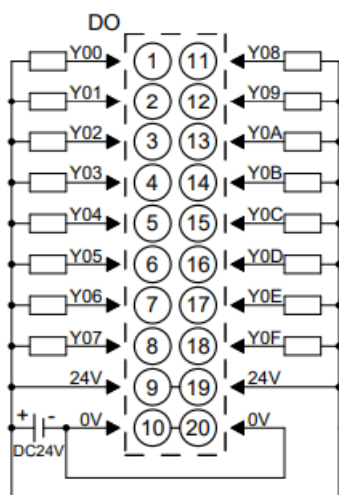 DO
Y00 1 11 Y08
Y01 2 12 Y09
Y02 3 13 Y0A
Y03 4 14 Y0B
Y04 5 15 Y0C
Y05 6 16 Y0D
Y06 7 17 Y0E
Y07 8 18 Y0F
24V 9 19 24V
+ - 0V 10 20 0V
DC24V